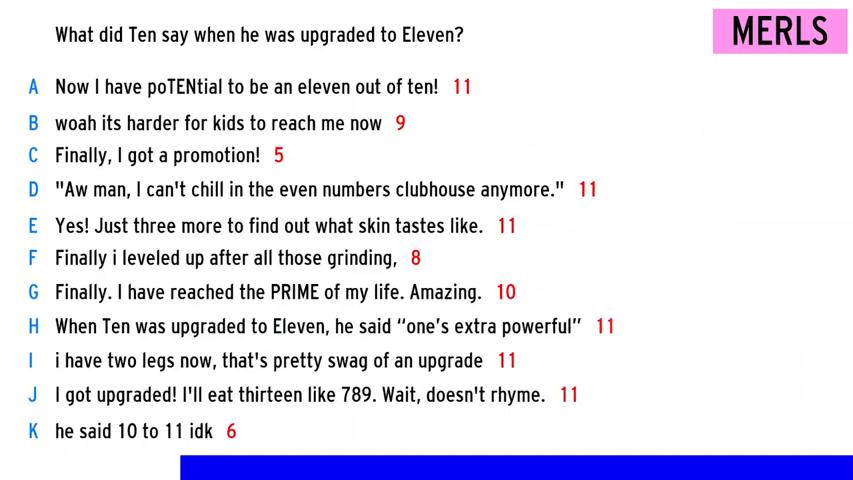 What did Ten say when he was upgraded to Eleven?
MERLS
A Now I have poTENtial to be an eleven out of ten! 11
B woah its harder for kids to reach me now 9
C Finally, I got a promotion! 5
D "Aw man, I can't chill in the even numbers clubhouse anymore." 11
E Yes! Just three more to find out what skin tastes like. 11
F Finally i leveled up after all those grinding, 8
G Finally. I have reached the PRIME of my life. Amazing. 10
H When Ten was upgraded to Eleven, he said “one’s extra powerful” 11
I i have two legs now, that's pretty swag of an upgrade 11
J I got upgraded! I'll eat thirteen like 789. Wait, doesn't rhyme. 11
K he said 10 to 11 idk 6